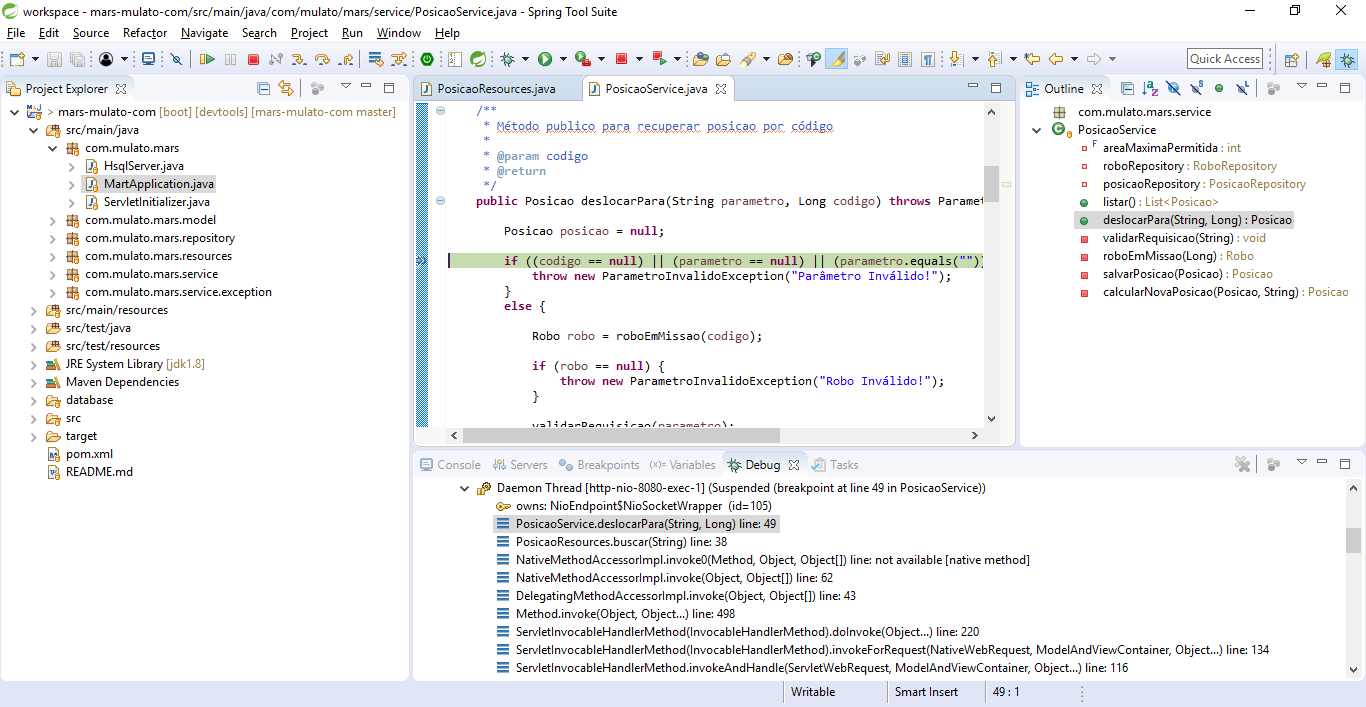 workspace - mars-mulato-com/src/main/java/com/mulato/mars/service/PosicaoService.java - Spring Tool Suite
File Edit Source Refactor Navigate Search Project Run Window Help
Quick Access
Project Explorer
> mars-mulato-com [boot] [devtools] [mars-mulato-com master]
src/main/java
com.mulato.mars
HsqlServer.java
MartApplication.java
ServletInitializer.java
com.mulato.mars.model
com.mulato.mars.repository
com.mulato.mars.resources
com.mulato.mars.service
com.mulato.mars.service.exception
src/main/resources
src/test/java
src/test/resources
JRE System Library [jdk1.8]
Maven Dependencies
database
src
target
pom.xml
README.md
PosicaoResources.java
PosicaoService.java
/**
* Método publico para recuperar posicao por código
*
* @param codigo
* @return
*/
public Posicao deslocarPara(String parametro, Long codigo) throws Paramet
Posicao posicao = null;
if ((codigo == null) || (parametro == null) || (parametro.equals(""))
throw new ParametroInvalidoException("Parâmetro Inválido!");
}
else {
Robo robo = roboEmMissao(codigo);
if (robo == null) {
throw new ParametroInvalidoException("Robo Inválido!");
}
validarRequisicao(parametro);
Outline
com.mulato.mars.service
PosicaoService
areaMaximaPermitida : int
roboRepository : RoboRepository
posicaoRepository : PosicaoRepository
listar() : List<Posicao>
deslocarPara(String, Long) : Posicao
validarRequisicao(String) : void
roboEmMissao(Long) : Robo
salvarPosicao(Posicao) : Posicao
calcularNovaPosicao(Posicao, String) : Posicao
Console Servers Breakpoints (x)= Variables Debug Tasks
Daemon Thread [http-nio-8080-exec-1] (Suspended (breakpoint at line 49 in PosicaoService))
owns: NioEndpoint$NioSocketWrapper (id=105)
PosicaoService.deslocarPara(String, Long) line: 49
PosicaoResources.buscar(String) line: 38
NativeMethodAccessorImpl.invoke0(Method, Object, Object[]) line: not available [native method]
NativeMethodAccessorImpl.invoke(Object, Object[]) line: 62
DelegatingMethodAccessorImpl.invoke(Object, Object[]) line: 43
Method.invoke(Object, Object...) line: 498
ServletInvocableHandlerMethod(InvocableHandlerMethod).doInvoke(Object...) line: 220
ServletInvocableHandlerMethod(InvocableHandlerMethod).invokeForRequest(NativeWebRequest, ModelAndViewContainer, Object...) line: 134
ServletInvocableHandlerMethod.invokeAndHandle(ServletWebRequest, ModelAndViewContainer, Object...) line: 116
Writable Smart Insert 49 : 1